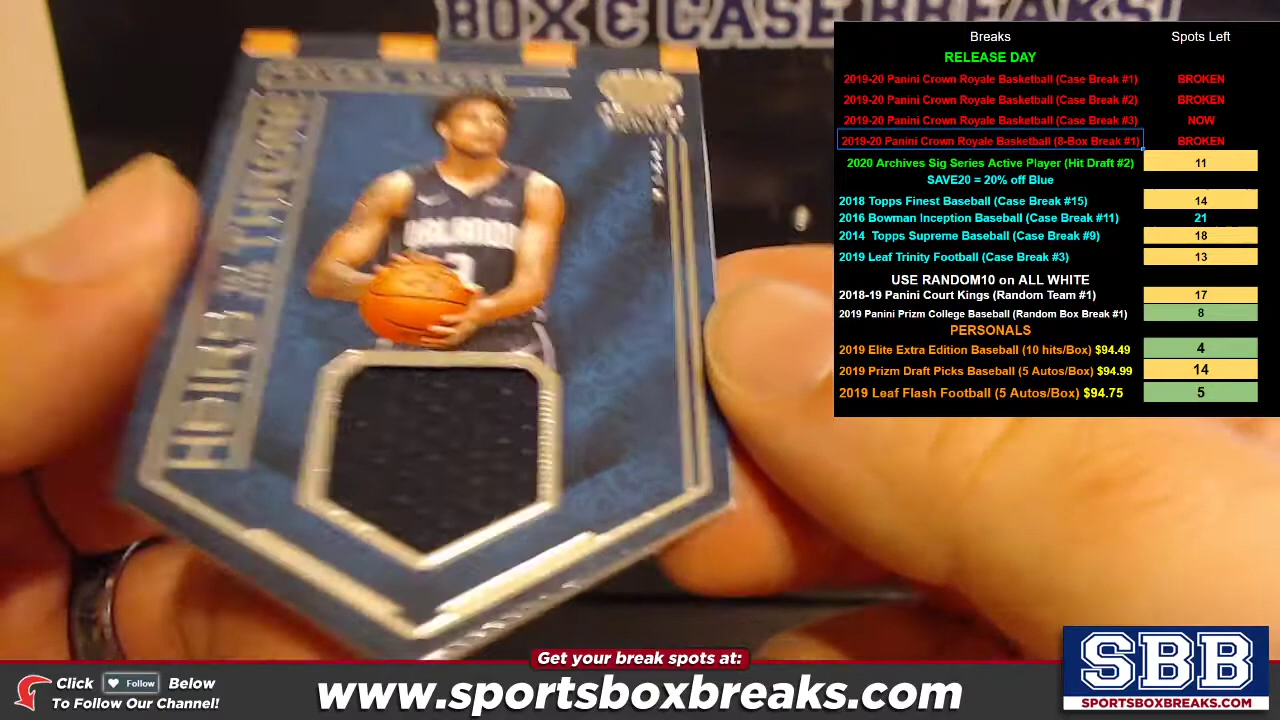 BOX & CASE BREAKS!
HEIRS TO THE THRONE
ORLANDO
Breaks Spots Left
RELEASE DAY
2019-20 Panini Crown Royale Basketball (Case Break #1) BROKEN
2019-20 Panini Crown Royale Basketball (Case Break #2) BROKEN
2019-20 Panini Crown Royale Basketball (Case Break #3) NOW
2019-20 Panini Crown Royale Basketball (8-Box Break #1) BROKEN
2020 Archives Sig Series Active Player (Hit Draft #2) 11
SAVE20 = 20% off Blue
2018 Topps Finest Baseball (Case Break #15) 14
2016 Bowman Inception Baseball (Case Break #11) 21
2014 Topps Supreme Baseball (Case Break #9) 18
2019 Leaf Trinity Football (Case Break #3) 13
USE RANDOM10 on ALL WHITE
2018-19 Panini Court Kings (Random Team #1) 17
2019 Panini Prizm College Baseball (Random Box Break #1) 8
PERSONALS
2019 Elite Extra Edition Baseball (10 hits/Box) $94.49 4
2019 Prizm Draft Picks Baseball (5 Autos/Box) $94.99 14
2019 Leaf Flash Football (5 Autos/Box) $94.75 5
Get your break spots at:
Click Follow Below
To Follow Our Channel!
www.sportsboxbreaks.com
SBB
SPORTSBOXBREAKS.COM